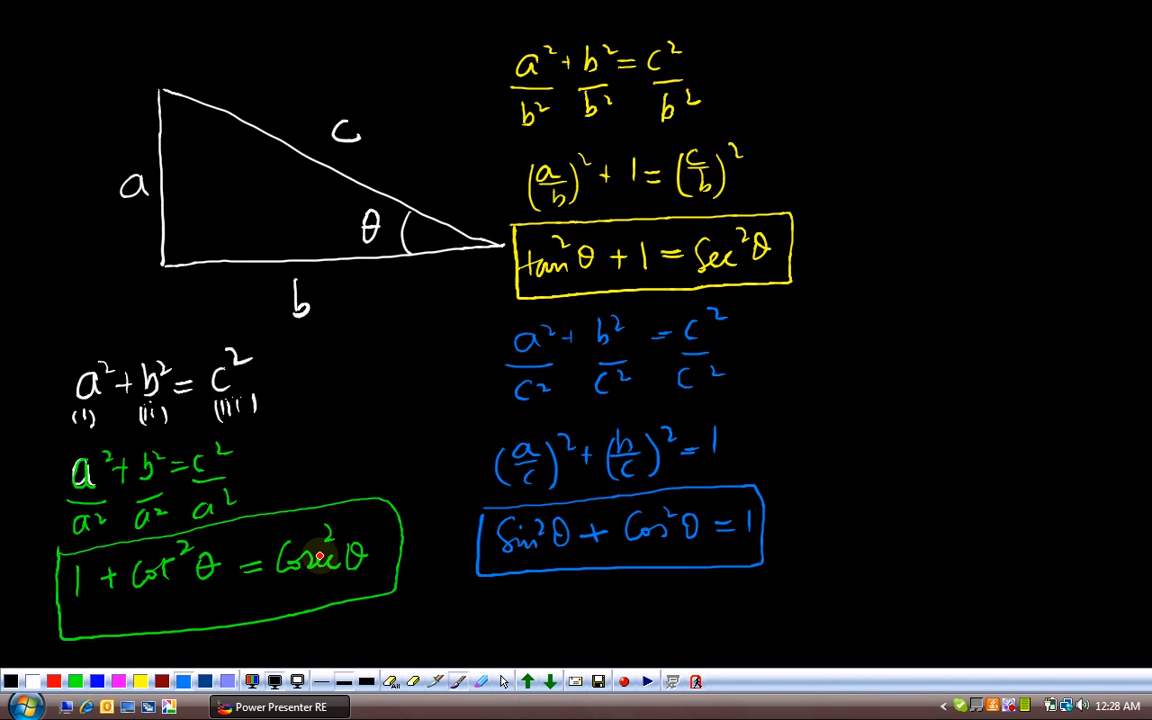 a
c
θ
b
a² + b² = c²
(i) (ii) (iii)
a² + b² = c²
a² a² a²
1 + cot²θ = cosec²θ
a² + b² = c²
b² b² b²
(a/b)² + 1 = (c/b)²
tan²θ + 1 = Sec²θ
a² + b² = c²
c² c² c²
(a/c)² + (b/c)² = 1
Sin²θ + Cos²θ = 1
All
Power Presenter RE
12:28 AM